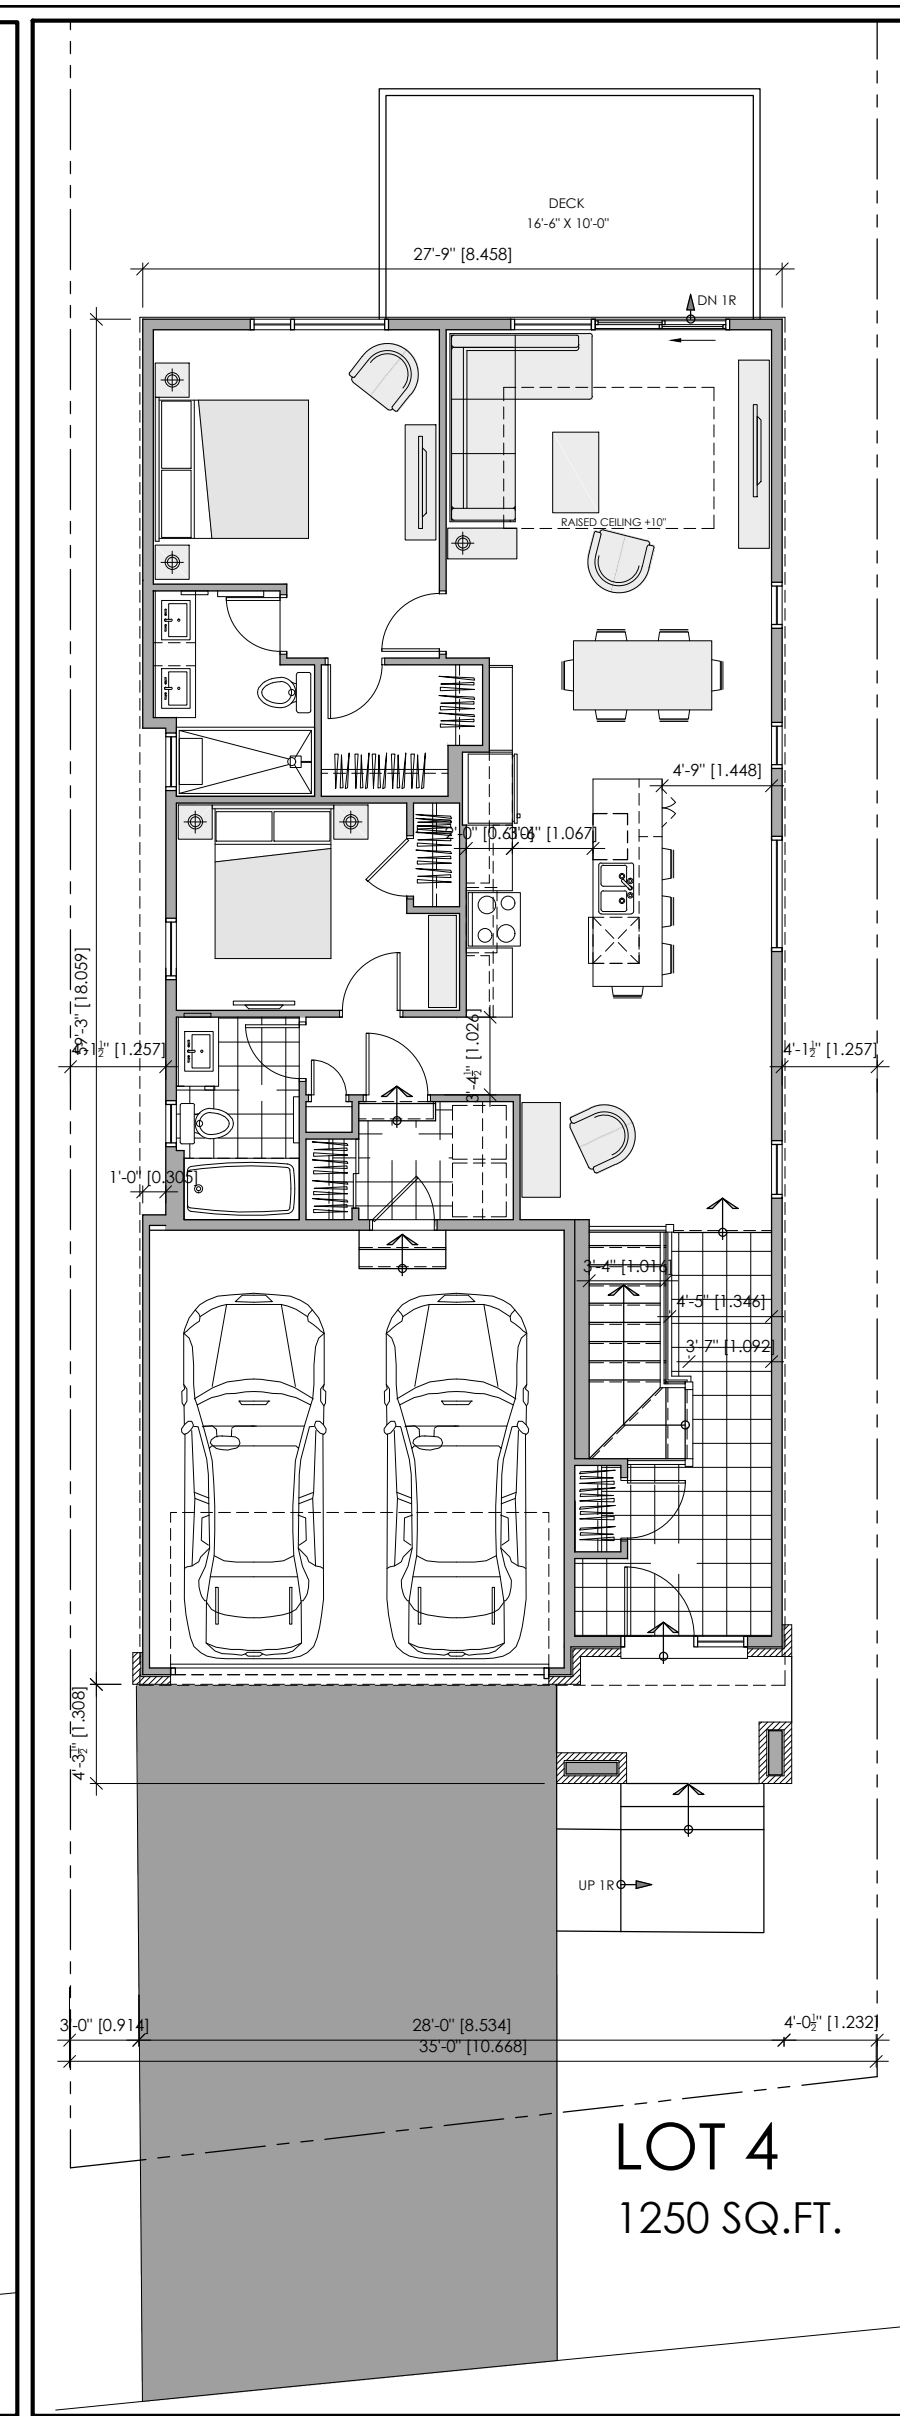 DECK
16'-6" X 10'-0"
27'-9" [8.458]
DN 1R
RAISED CEILING +10"
4'-9" [1.448]
3'-6" [1.067]
59'-3" [18.059]
4'-1½" [1.257]
3'-4½" [1.026]
4'-1½" [1.257]
1'-0" [0.305]
3'-4" [1.016]
4'-5" [1.346]
3'-7" [1.092]
4'-3½" [1.308]
UP 1R
3'-0" [0.914]
28'-0" [8.534]
4'-0½" [1.232]
35'-0" [10.668]
LOT 4
1250 SQ.FT.